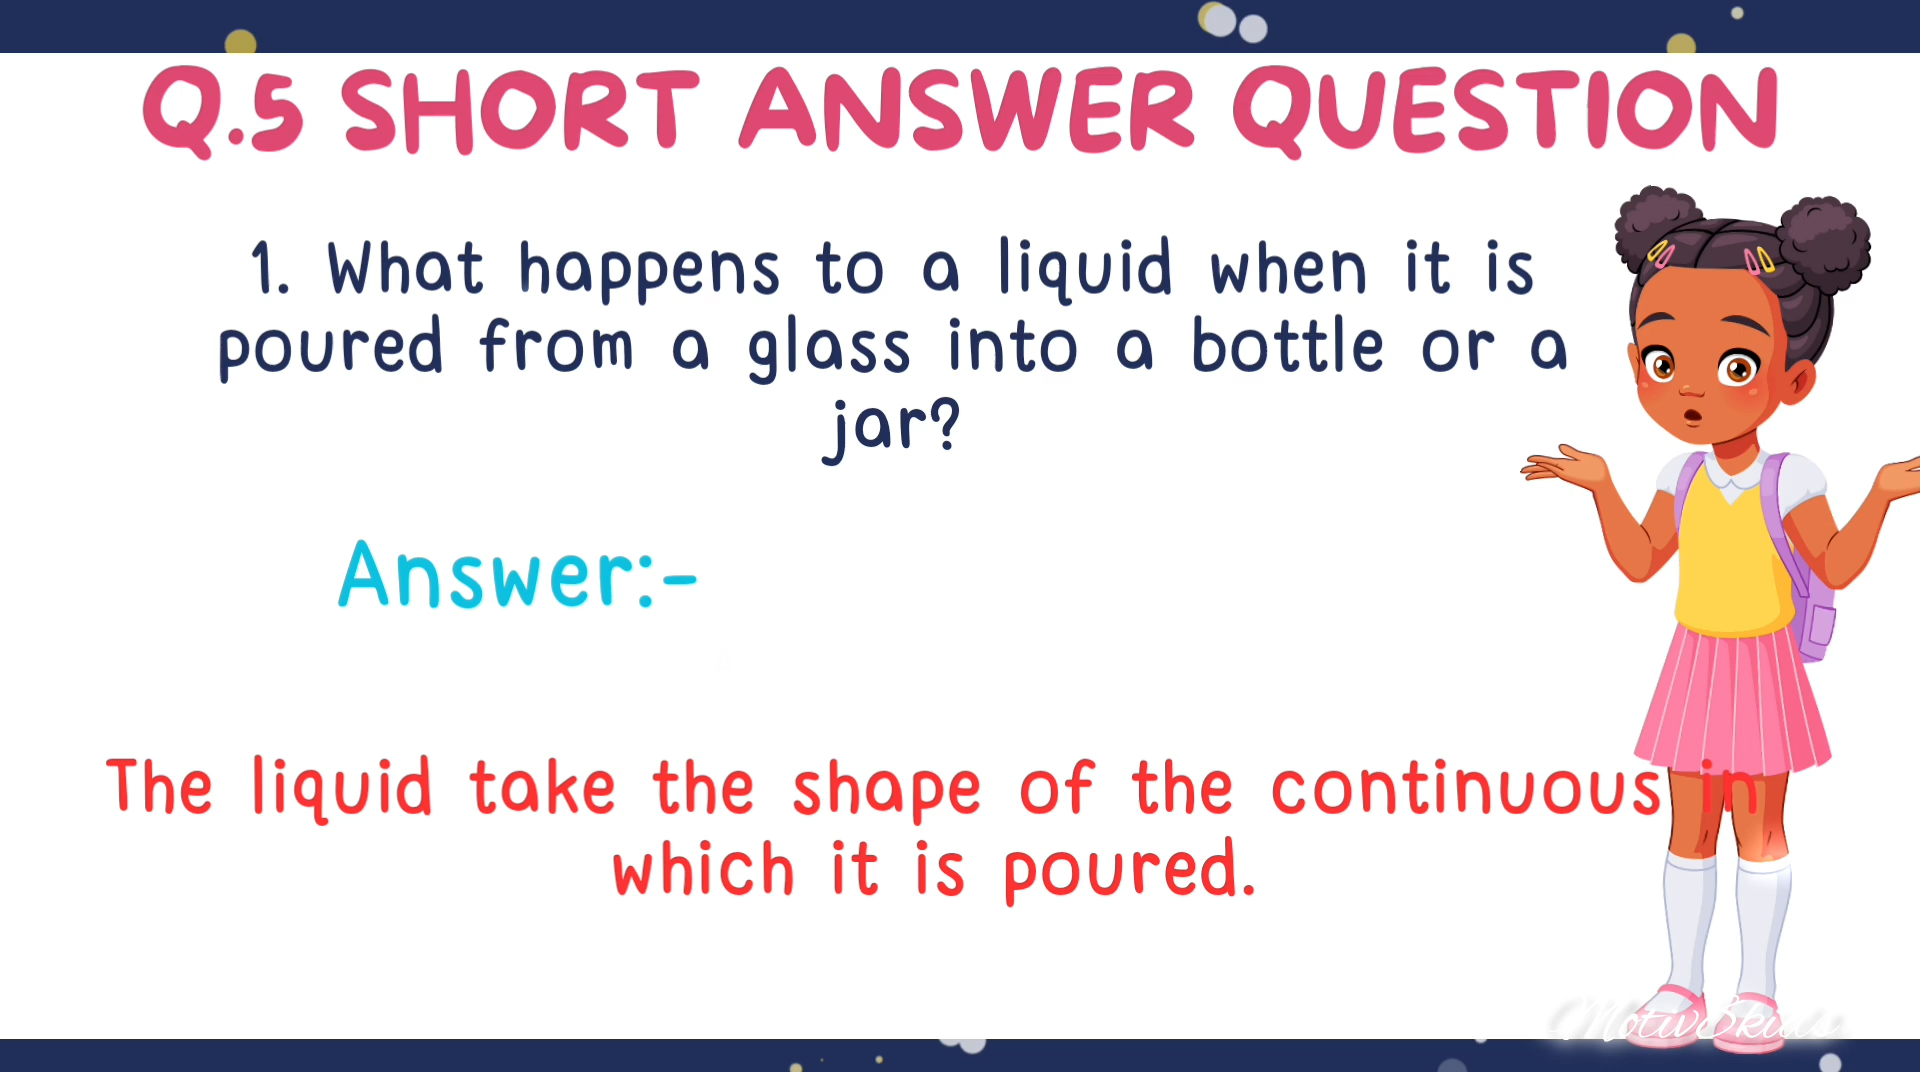 Q.5 SHORT ANSWER QUESTION
1. What happens to a liquid when it is
poured from a glass into a bottle or a
jar?
Answer:-
The liquid take the shape of the continuous in
which it is poured.